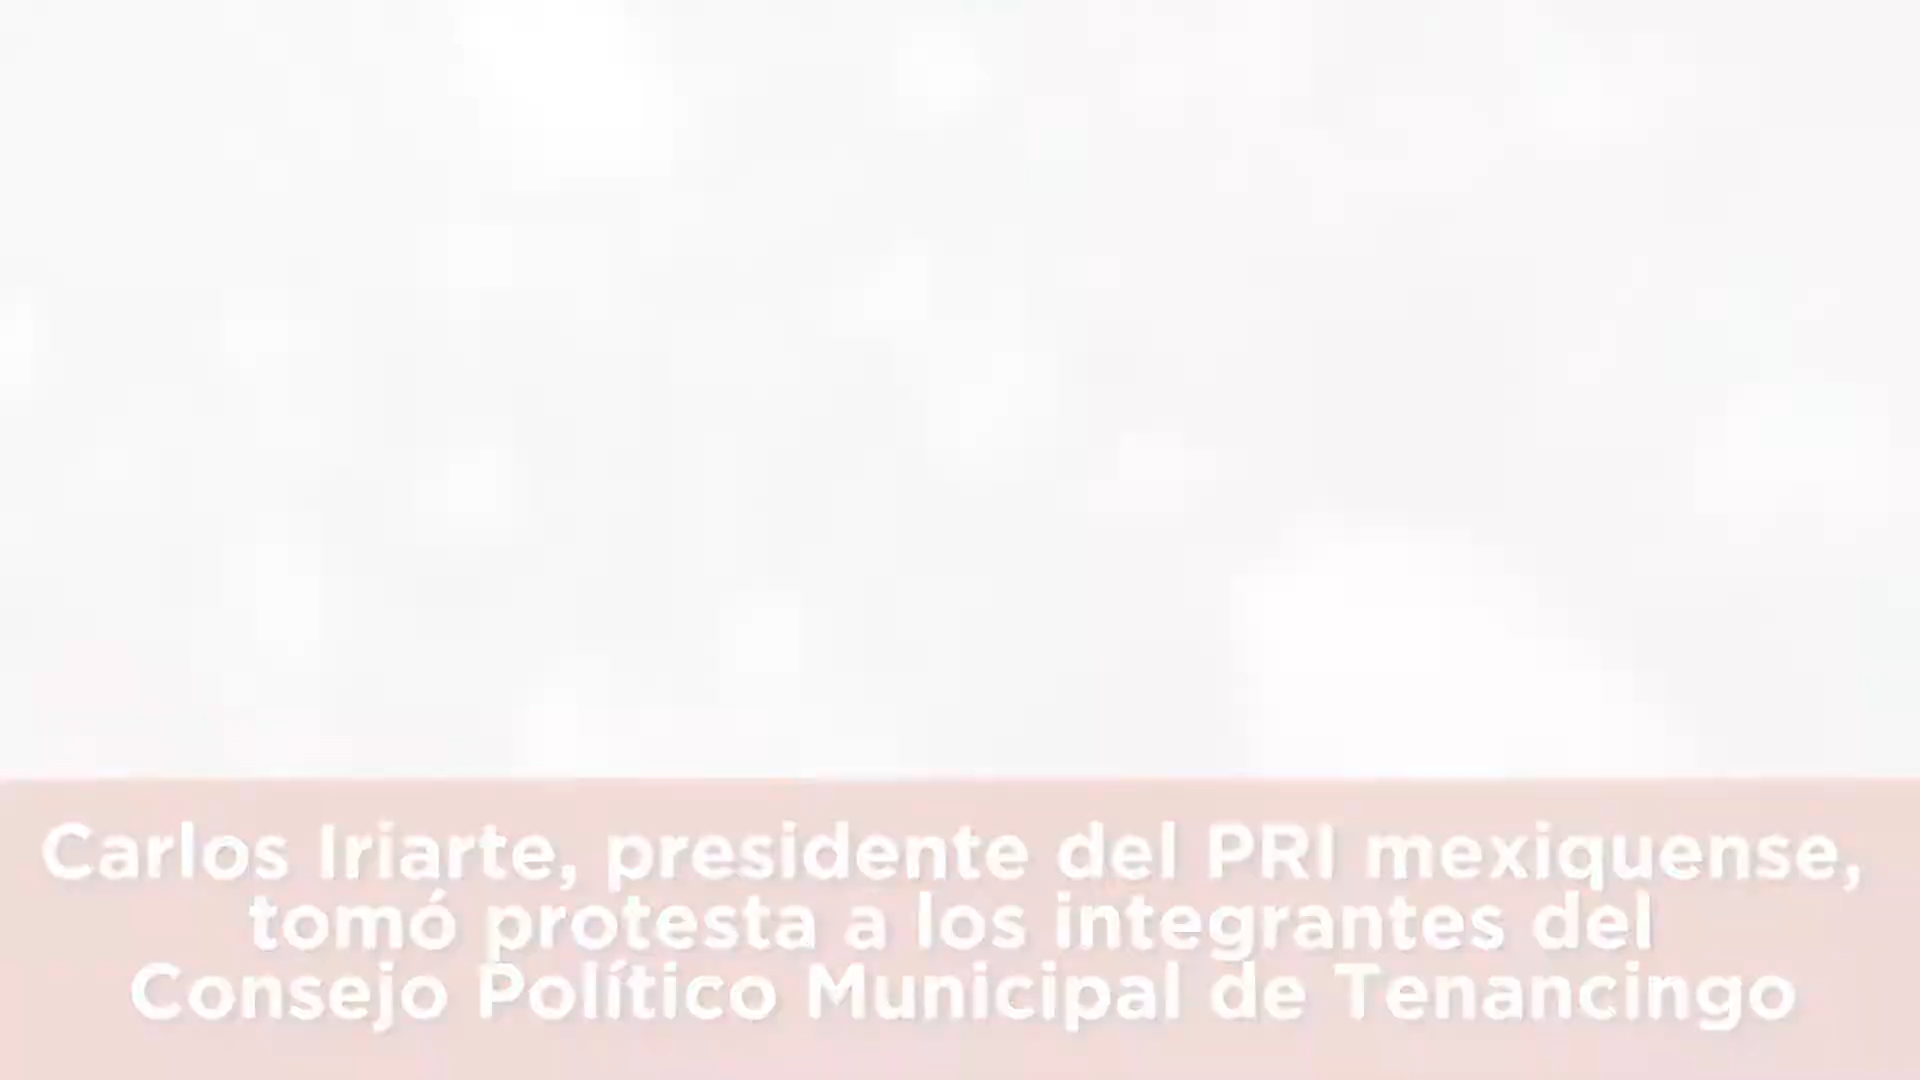 Carlos Iriarte, presidente del PRI mexiquense,
tomó protesta a los integrantes del
Consejo Político Municipal de Tenancingo